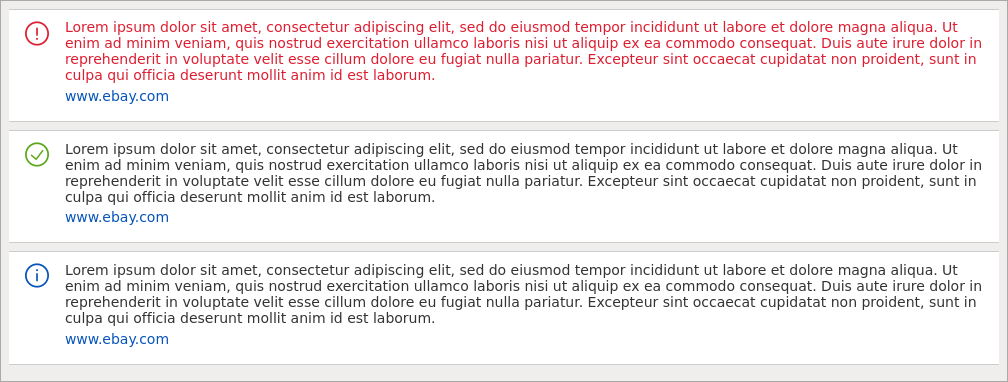 Lorem ipsum dolor sit amet, consectetur adipiscing elit, sed do eiusmod tempor incididunt ut labore et dolore magna aliqua. Ut
enim ad minim veniam, quis nostrud exercitation ullamco laboris nisi ut aliquip ex ea commodo consequat. Duis aute irure dolor in
reprehenderit in voluptate velit esse cillum dolore eu fugiat nulla pariatur. Excepteur sint occaecat cupidatat non proident, sunt in
culpa qui officia deserunt mollit anim id est laborum.
www.ebay.com
Lorem ipsum dolor sit amet, consectetur adipiscing elit, sed do eiusmod tempor incididunt ut labore et dolore magna aliqua. Ut
enim ad minim veniam, quis nostrud exercitation ullamco laboris nisi ut aliquip ex ea commodo consequat. Duis aute irure dolor in
reprehenderit in voluptate velit esse cillum dolore eu fugiat nulla pariatur. Excepteur sint occaecat cupidatat non proident, sunt in
culpa qui officia deserunt mollit anim id est laborum.
www.ebay.com
Lorem ipsum dolor sit amet, consectetur adipiscing elit, sed do eiusmod tempor incididunt ut labore et dolore magna aliqua. Ut
enim ad minim veniam, quis nostrud exercitation ullamco laboris nisi ut aliquip ex ea commodo consequat. Duis aute irure dolor in
reprehenderit in voluptate velit esse cillum dolore eu fugiat nulla pariatur. Excepteur sint occaecat cupidatat non proident, sunt in
culpa qui officia deserunt mollit anim id est laborum.
www.ebay.com